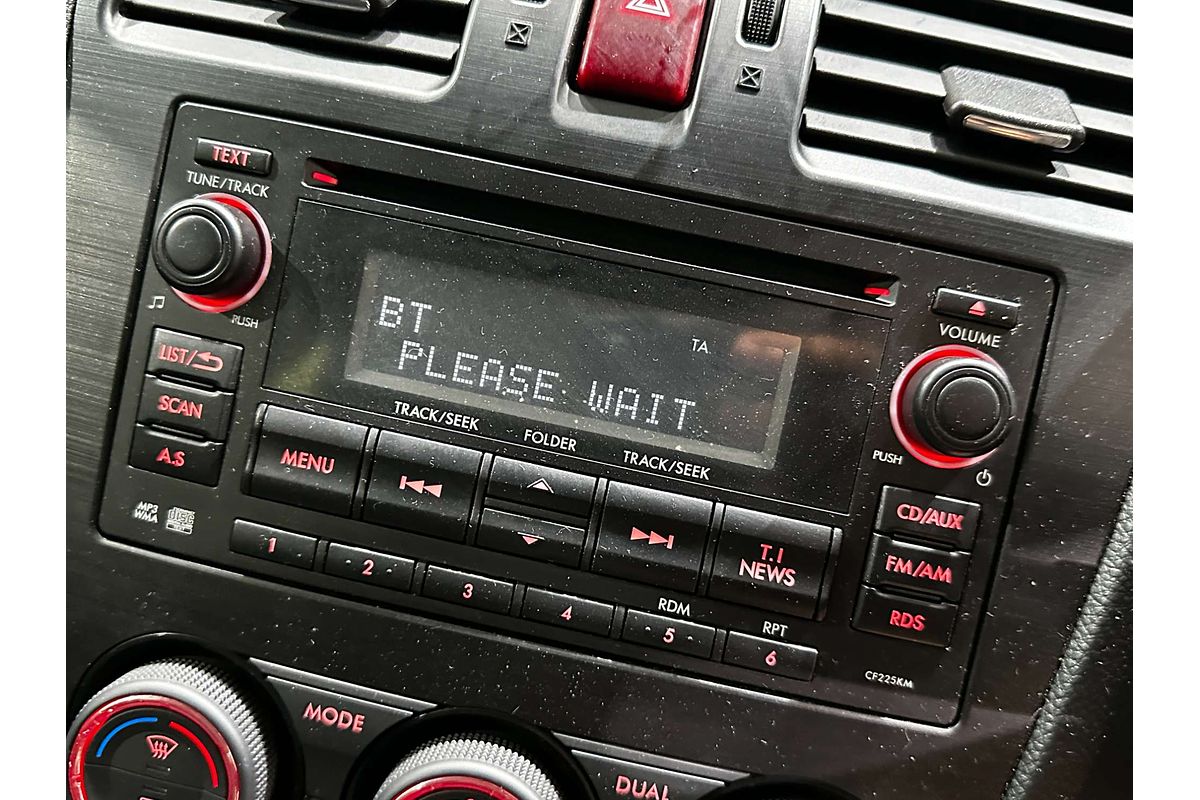 TEXT
TUNE/TRACK
PUSH
LIST/
SCAN
A.S
MP3
WMA
disc
BT
TA
PLEASE WAIT
TRACK/SEEK
FOLDER
TRACK/SEEK
MENU
T.I
NEWS
VOLUME
PUSH
CD/AUX
FM/AM
RDS
1
2
3
4
RDM
5
RPT
6
CF225KM
MODE
DUAL